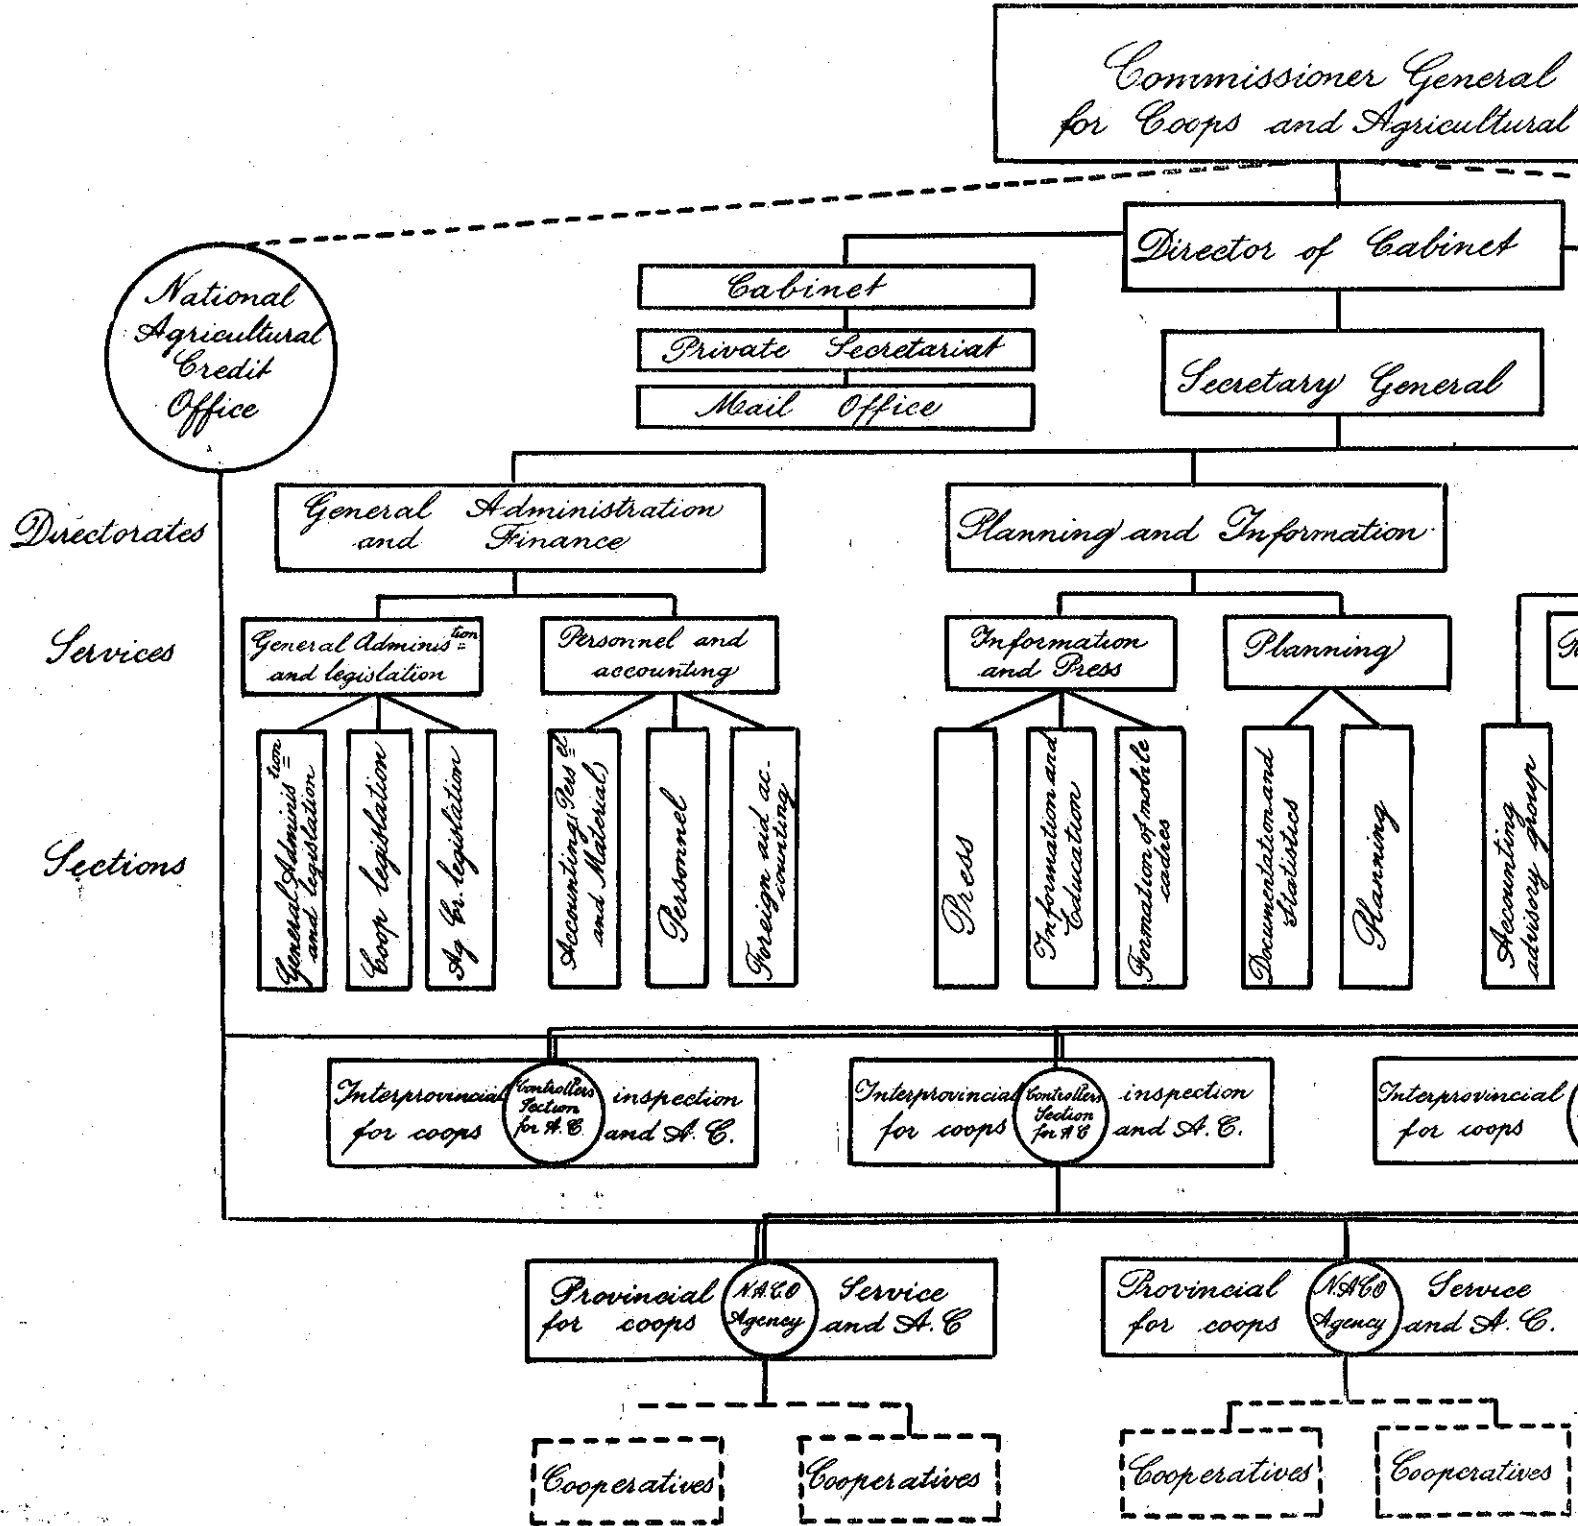 Commissioner General
for Coops and Agricultural
Director of Cabinet
Cabinet
Private Secretariat
Mail Office
Secretary General
National
Agricultural
Credit
Office
Directorates
General Administration
and Finance
Planning and Information
Services
General Adminis tion
and legislation
Personnel and
accounting
Information
and Press
Planning
Sections
General Adminis tion
and legislation
Coop legislation
Ag Cr. legislation
Accounting (Pers el
and Material)
Personnel
Foreign aid ac-
counting
Press
Information and
Education
Formation of mobile
cadres
Documentation and
Statistics
Planning
Accounting
advisory group
Interprovincial inspection
for coops and A.C.
Controllers
Section
for A.C.
Interprovincial inspection
for coops and A.C.
Controllers
Section
for A.C
Interprovincial
for coops
Provincial Service
for coops and A.C
N.A.C.O
Agency
Provincial Service
for coops and A.C.
N.A.C.O
Agency
Cooperatives
Cooperatives
Cooperatives
Cooperatives